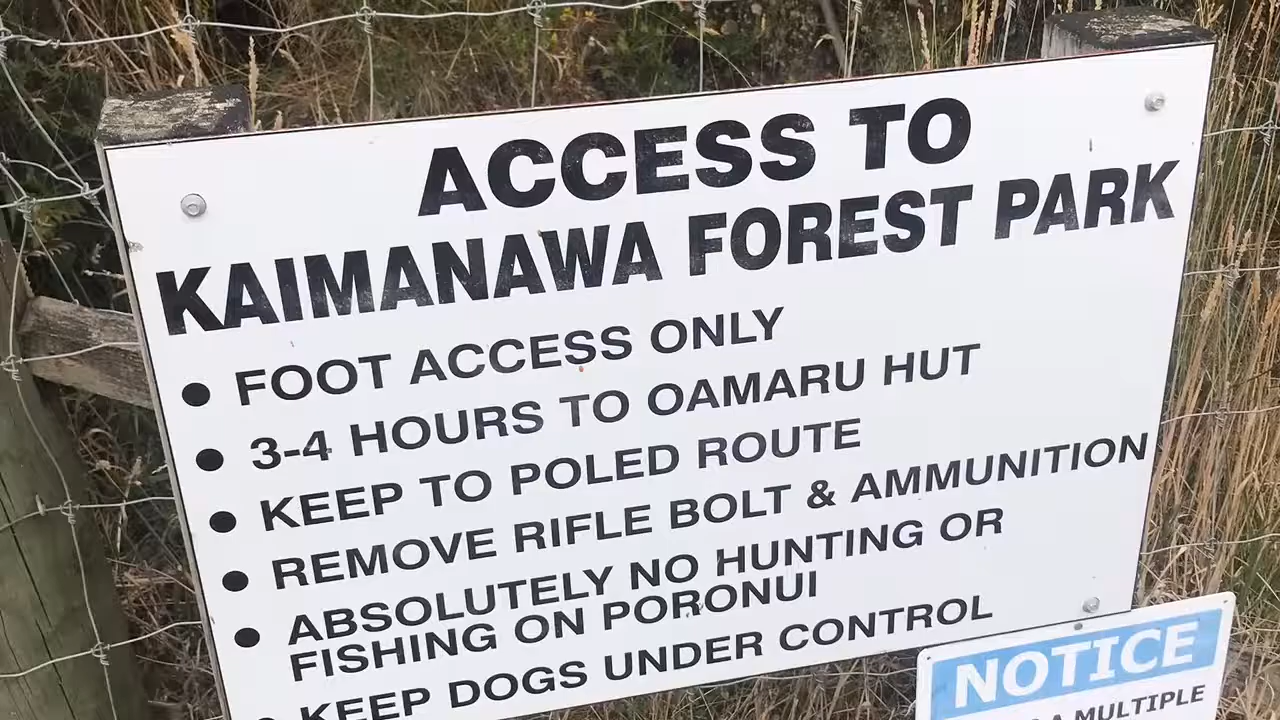 ACCESS TO
KAIMANAWA FOREST PARK
● FOOT ACCESS ONLY
● 3-4 HOURS TO OAMARU HUT
● KEEP TO POLED ROUTE
● REMOVE RIFLE BOLT & AMMUNITION
● ABSOLUTELY NO HUNTING OR
FISHING ON PORONUI
● KEEP DOGS UNDER CONTROL
NOTICE
A MULTIPLE